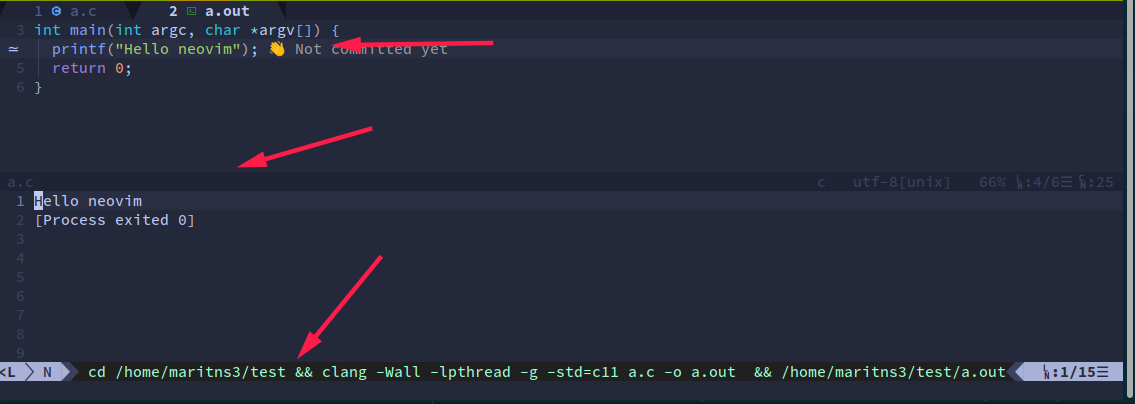 1 a.c 2 a.out
3 int main(int argc, char *argv[]) {
≃ printf("Hello neovim"); 👋 Not committed yet
5 return 0;
6 }
a.c c utf-8[unix] 66% ㏑:4/6☰ ㏇:25
1 Hello neovim
2 [Process exited 0]
3
4
5
6
7
8
9
<L N cd /home/maritns3/test && clang -Wall -lpthread -g -std=c11 a.c -o a.out && /home/maritns3/test/a.out LN:1/15☰